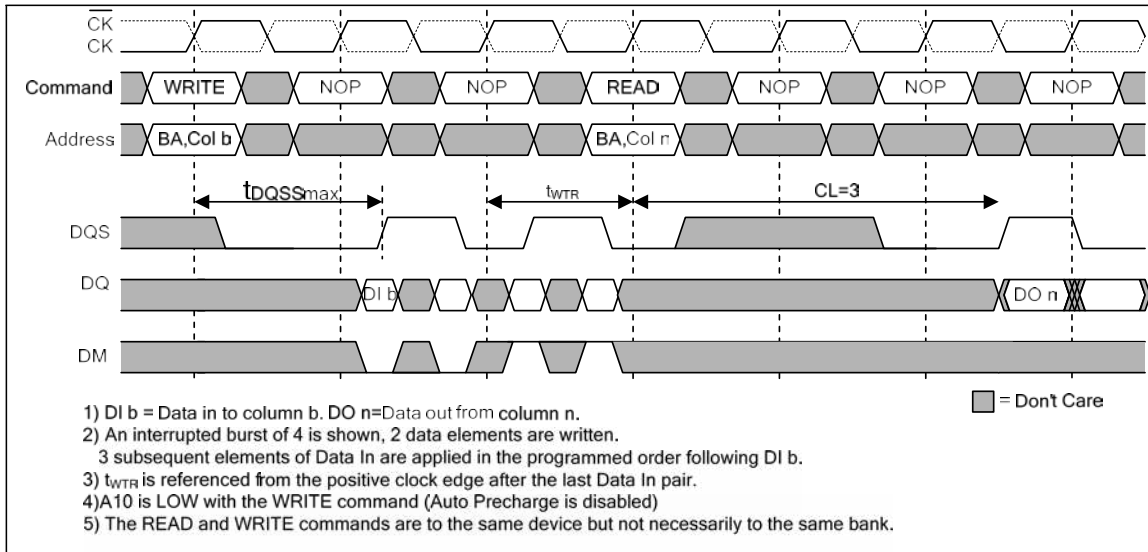 CK
CK
Command WRITE NOP NOP READ NOP NOP NOP
Address BA,Col b BA,Col n
tDQSSmax tWTR CL=3
DQS
DQ DI b DO n
DM
= Don't Care
1) DI b = Data in to column b. DO n=Data out from column n.
2) An interrupted burst of 4 is shown, 2 data elements are written.
3 subsequent elements of Data In are applied in the programmed order following DI b.
3) tWTR is referenced from the positive clock edge after the last Data In pair.
4)A10 is LOW with the WRITE command (Auto Precharge is disabled)
5) The READ and WRITE commands are to the same device but not necessarily to the same bank.